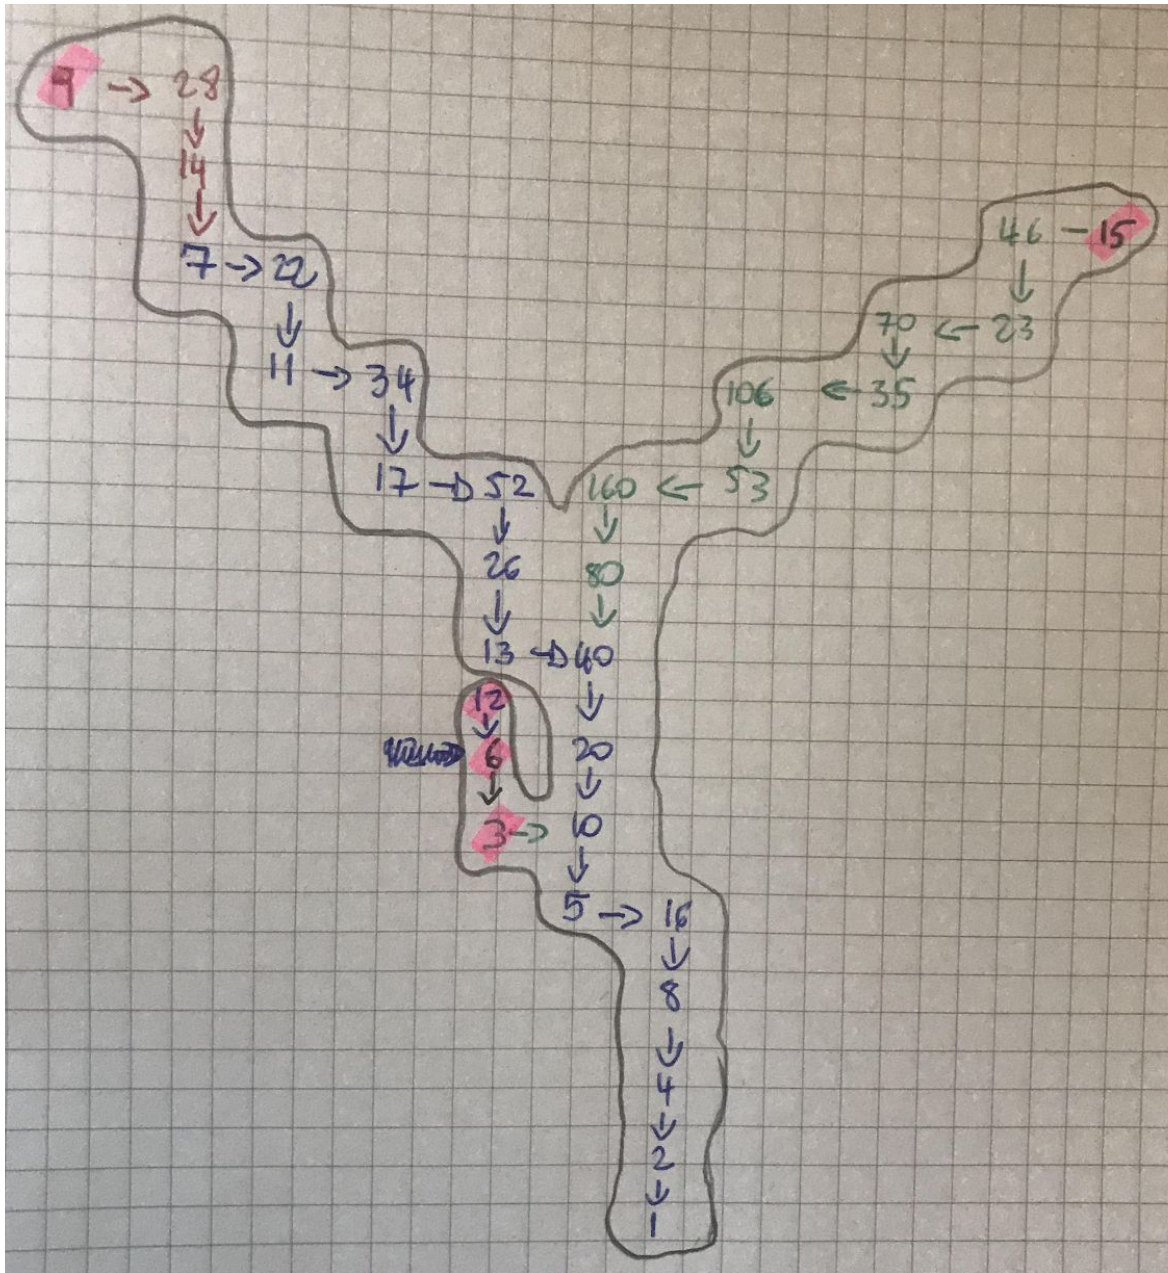 9 → 28
↓
14
↓
7 → 22
↓
11 → 34
↓
17 → 52
↓
26
↓
13 → 40
46 - 15
↓
70 ← 23
↓
106 ← 35
↓
160 ← 53
↓
80
↓
12
↓
6
↓
3 → 10
↓
20
↓
↓
5 → 16
↓
8
↓
4
↓
2
↓
1